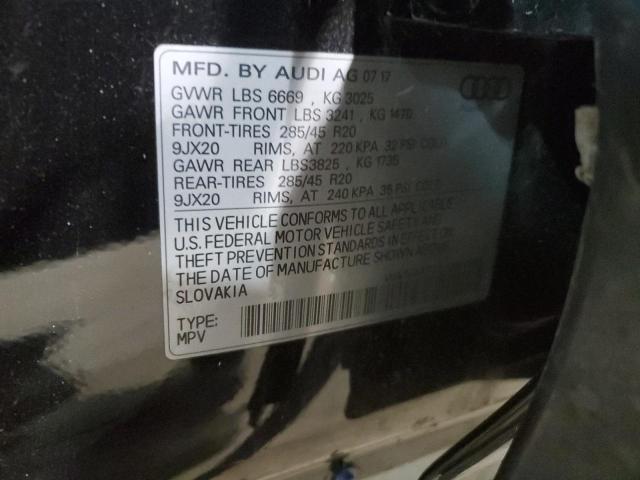 MFD. BY AUDI AG 07 17
GVWR LBS 6669 , KG 3025
GAWR FRONT LBS 3241 , KG 1470
FRONT-TIRES 285/45 R20
9JX20 RIMS, AT 220 KPA 32 PSI COLD
GAWR REAR LBS3825 , KG 1735
REAR-TIRES 285/45 R20
9JX20 RIMS, AT 240 KPA 35 PSI COLD
THIS VEHICLE CONFORMS TO ALL APPLICABLE
U.S. FEDERAL MOTOR VEHICLE SAFETY AND
THEFT PREVENTION STANDARDS IN EFFECT ON
THE DATE OF MANUFACTURE SHOWN
SLOVAKIA
TYPE:
MPV